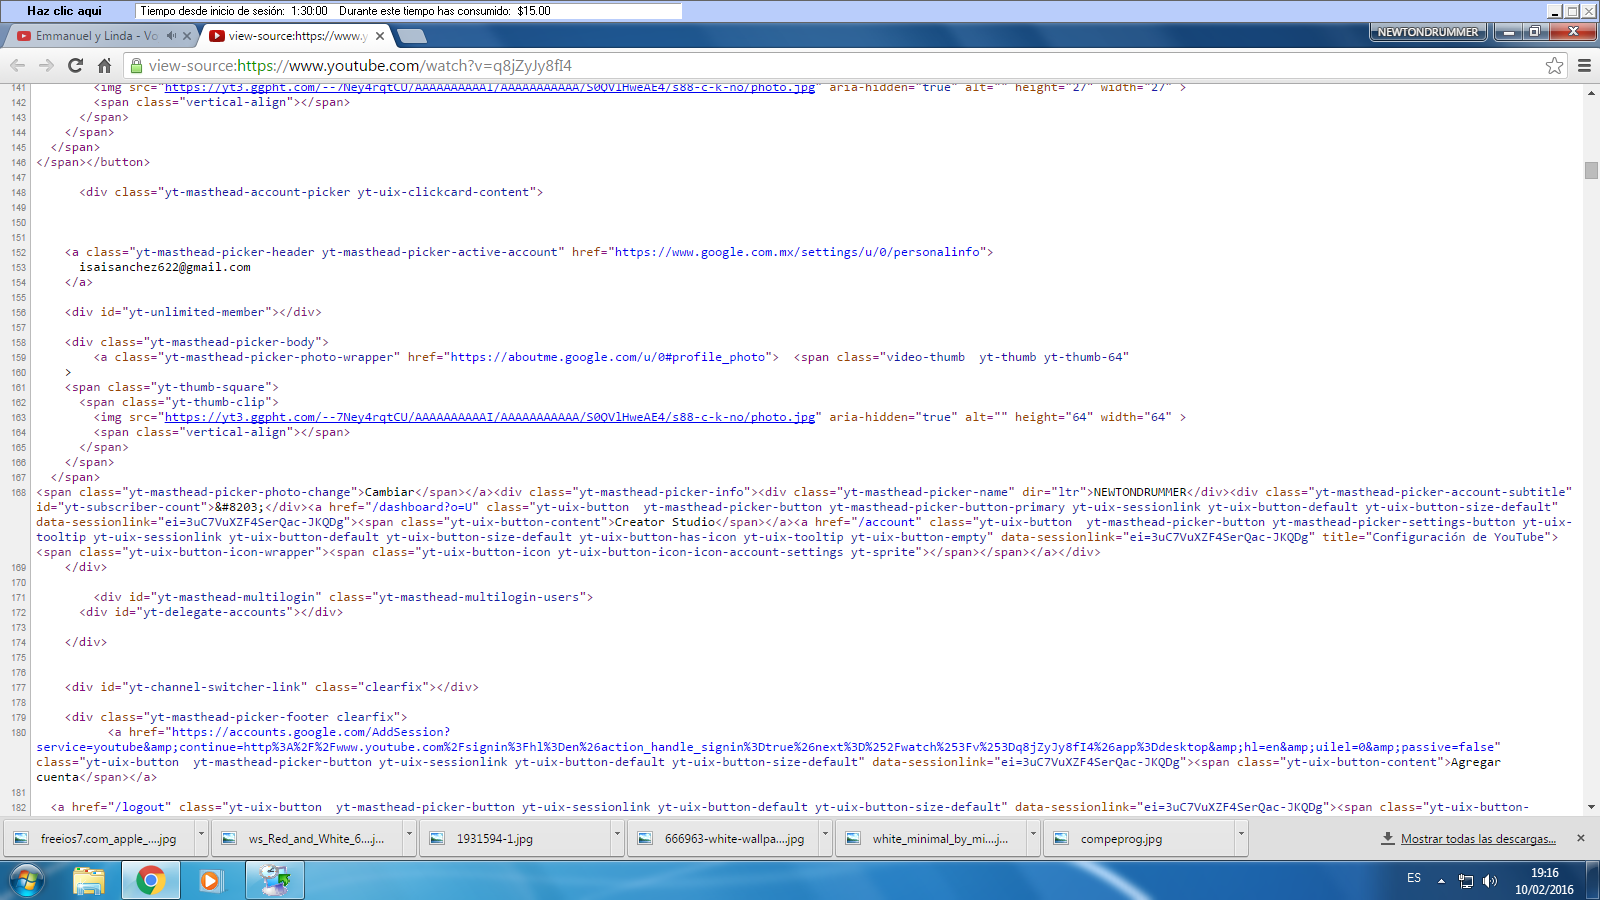 Haz clic aqui
Tiempo desde inicio de sesión:  1:30:00    Durante este tiempo has consumido:  $15.00
Emmanuel y Linda - Vo
view-source:https://www.y
NEWTONDRUMMER
view-source:https://www.youtube.com/watch?v=q8jZyJy8fI4
141 <img src="https://yt3.ggpht.com/--7Ney4rqtCU/AAAAAAAAAAI/AAAAAAAAAAA/S0QVlHweAE4/s88-c-k-no/photo.jpg" aria-hidden="true" alt="" height="27" width="27" >
142 <span class="vertical-align"></span>
143 </span>
144 </span>
145 </span>
146 </span></button>
147
148 <div class="yt-masthead-account-picker yt-uix-clickcard-content">
149
150
151
152 <a class="yt-masthead-picker-header yt-masthead-picker-active-account" href="https://www.google.com.mx/settings/u/0/personalinfo">
153 isaisanchez622@gmail.com
154 </a>
155
156 <div id="yt-unlimited-member"></div>
157
158 <div class="yt-masthead-picker-body">
159 <a class="yt-masthead-picker-photo-wrapper" href="https://aboutme.google.com/u/0#profile_photo">  <span class="video-thumb  yt-thumb yt-thumb-64"
160 >
161 <span class="yt-thumb-square">
162 <span class="yt-thumb-clip">
163 <img src="https://yt3.ggpht.com/--7Ney4rqtCU/AAAAAAAAAAI/AAAAAAAAAAA/S0QVlHweAE4/s88-c-k-no/photo.jpg" aria-hidden="true" alt="" height="64" width="64" >
164 <span class="vertical-align"></span>
165 </span>
166 </span>
167 </span>
168 <span class="yt-masthead-picker-photo-change">Cambiar</span></a><div class="yt-masthead-picker-info"><div class="yt-masthead-picker-name" dir="ltr">NEWTONDRUMMER</div><div class="yt-masthead-picker-account-subtitle"
id="yt-subscriber-count">&#8203;</div><a href="/dashboard?o=U" class="yt-uix-button  yt-masthead-picker-button yt-masthead-picker-button-primary yt-uix-sessionlink yt-uix-button-default yt-uix-button-size-default"
data-sessionlink="ei=3uC7VuXZF4SerQac-JKQDg"><span class="yt-uix-button-content">Creator Studio</span></a><a href="/account" class="yt-uix-button  yt-masthead-picker-button yt-masthead-picker-settings-button yt-uix-
tooltip yt-uix-sessionlink yt-uix-button-default yt-uix-button-size-default yt-uix-button-has-icon yt-uix-tooltip yt-uix-button-empty" data-sessionlink="ei=3uC7VuXZF4SerQac-JKQDg" title="Configuración de YouTube">
<span class="yt-uix-button-icon-wrapper"><span class="yt-uix-button-icon yt-uix-button-icon-icon-account-settings yt-sprite"></span></span></a></div>
169 </div>
170
171 <div id="yt-masthead-multilogin" class="yt-masthead-multilogin-users">
172 <div id="yt-delegate-accounts"></div>
173
174 </div>
175
176
177 <div id="yt-channel-switcher-link" class="clearfix"></div>
178
179 <div class="yt-masthead-picker-footer clearfix">
180 <a href="https://accounts.google.com/AddSession?
service=youtube&amp;continue=http%3A%2F%2Fwww.youtube.com%2Fsignin%3Fhl%3Den%26action_handle_signin%3Dtrue%26next%3D%252Fwatch%253Fv%253Dq8jZyJy8fI4%26app%3Ddesktop&amp;hl=en&amp;uilel=0&amp;passive=false"
class="yt-uix-button  yt-masthead-picker-button yt-uix-sessionlink yt-uix-button-default yt-uix-button-size-default" data-sessionlink="ei=3uC7VuXZF4SerQac-JKQDg"><span class="yt-uix-button-content">Agregar
cuenta</span></a>
181
182 <a href="/logout" class="yt-uix-button  yt-masthead-picker-button yt-uix-sessionlink yt-uix-button-default yt-uix-button-size-default" data-sessionlink="ei=3uC7VuXZF4SerQac-JKQDg"><span class="yt-uix-button-
freeios7.com_apple_....jpg
ws_Red_and_White_6....j...
1931594-1.jpg
666963-white-wallpa....jpg
white_minimal_by_mi....j...
compeprog.jpg
Mostrar todas las descargas...
ES
19:16
10/02/2016